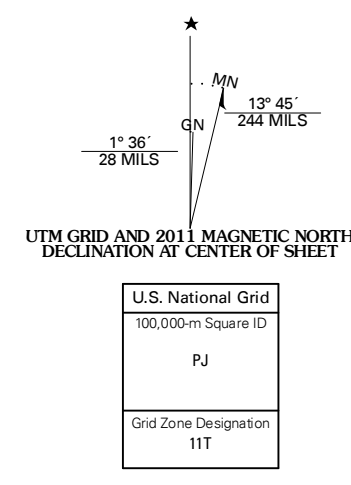 MN
GN
13° 45´
244 MILS
1° 36´
28 MILS
UTM GRID AND 2011 MAGNETIC NORTH
DECLINATION AT CENTER OF SHEET
U.S. National Grid
100,000-m Square ID
PJ
Grid Zone Designation
11T